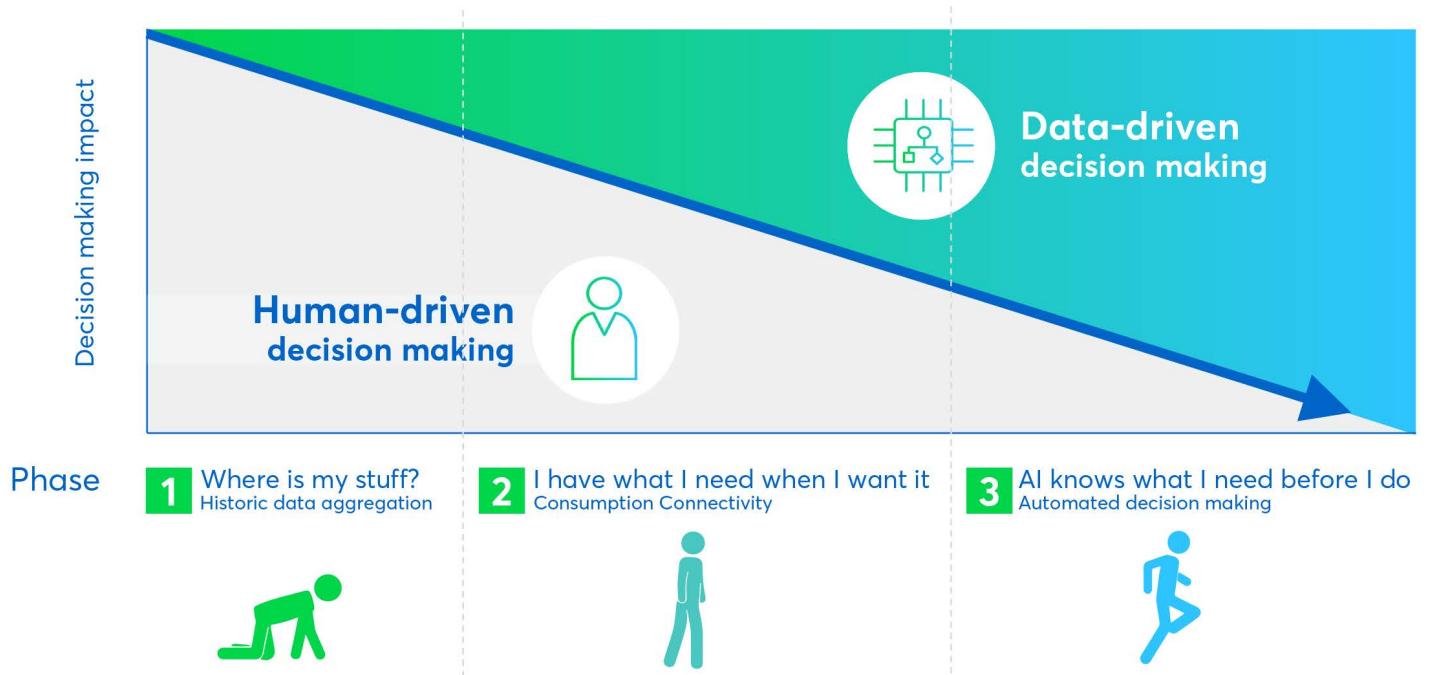 Decision making impact
Data-driven
decision making
Human-driven
decision making
Phase
1 Where is my stuff?
Historic data aggregation
2 I have what I need when I want it
Consumption Connectivity
3 AI knows what I need before I do
Automated decision making